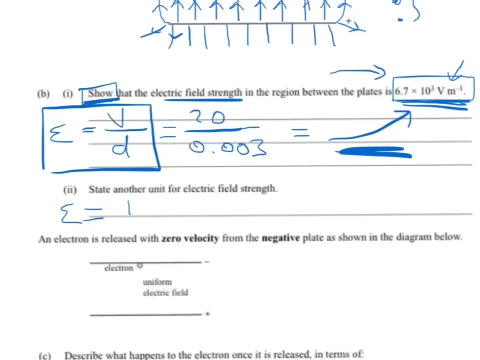 (b) (i) Show that the electric field strength in the region between the plates is 6.7 × 10³ V m⁻¹.
Ɛ = V/d = 20/0.003 =
(ii) State another unit for electric field strength.
Ɛ =
An electron is released with zero velocity from the negative plate as shown in the diagram below.
−
electron
uniform
electric field
+
(c) Describe what happens to the electron once it is released, in terms of: